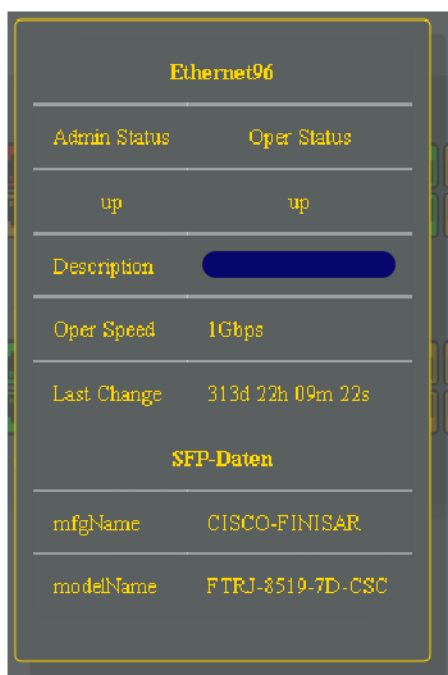 Ethernet96
Admin Status Oper Status
up up
Description
Oper Speed 1Gbps
Last Change 313d 22h 09m 22s
SFP-Daten
mfgName CISCO-FINISAR
modelName FTRJ-8519-7D-CSC